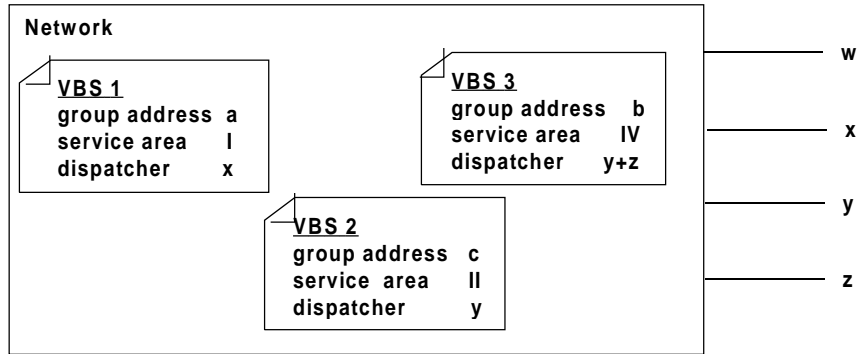 Network
VBS 1
group address a
service area I
dispatcher x
VBS 3
group address b
service area IV
dispatcher y+z
VBS 2
group address c
service area II
dispatcher y
w
x
y
z